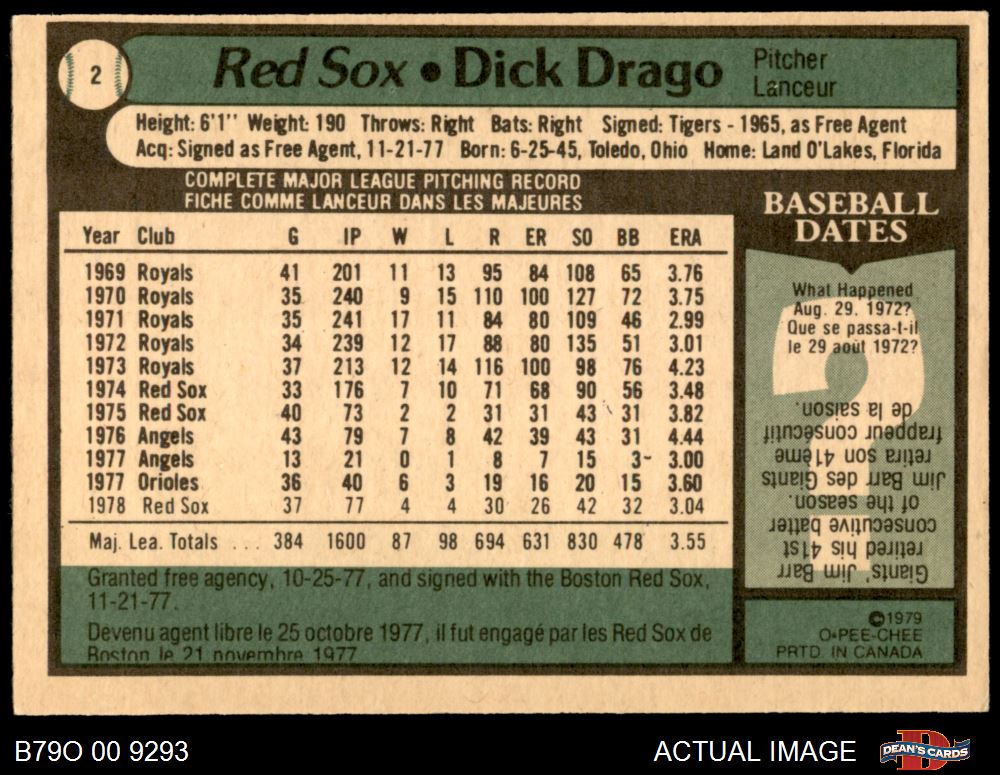 2
Red Sox • Dick Drago
Pitcher
Lanceur
Height: 6'1" Weight: 190 Throws: Right Bats: Right Signed: Tigers - 1965, as Free Agent
Acq: Signed as Free Agent, 11-21-77 Born: 6-25-45, Toledo, Ohio Home: Land O'Lakes, Florida
COMPLETE MAJOR LEAGUE PITCHING RECORD
FICHE COMME LANCEUR DANS LES MAJEURES
Year Club G IP W L R ER SO BB ERA
1969 Royals 41 201 11 13 95 84 108 65 3.76
1970 Royals 35 240 9 15 110 100 127 72 3.75
1971 Royals 35 241 17 11 84 80 109 46 2.99
1972 Royals 34 239 12 17 88 80 135 51 3.01
1973 Royals 37 213 12 14 116 100 98 76 4.23
1974 Red Sox 33 176 7 10 71 68 90 56 3.48
1975 Red Sox 40 73 2 2 31 31 43 31 3.82
1976 Angels 43 79 7 8 42 39 43 31 4.44
1977 Angels 13 21 0 1 8 7 15 3 3.00
1977 Orioles 36 40 6 3 19 16 20 15 3.60
1978 Red Sox 37 77 4 4 30 26 42 32 3.04
Maj. Lea. Totals ... 384 1600 87 98 694 631 830 478 3.55
Granted free agency, 10-25-77, and signed with the Boston Red Sox,
11-21-77.
Devenu agent libre le 25 octobre 1977, il fut engagé par les Red Sox de
Boston le 21 novembre 1977
BASEBALL
DATES
What Happened
Aug. 29, 1972?
Que se passa-t-il
le 29 août 1972?
Giants' Jim Barr
retired his 41st
consecutive batter
of the season.
Jim Barr des Giants
retira son 41ème
frappeur consecutif
de la saison.
©1979
O-PEE-CHEE
PRTD. IN CANADA
B79O 00 9293
ACTUAL IMAGE
DEAN'S CARDS